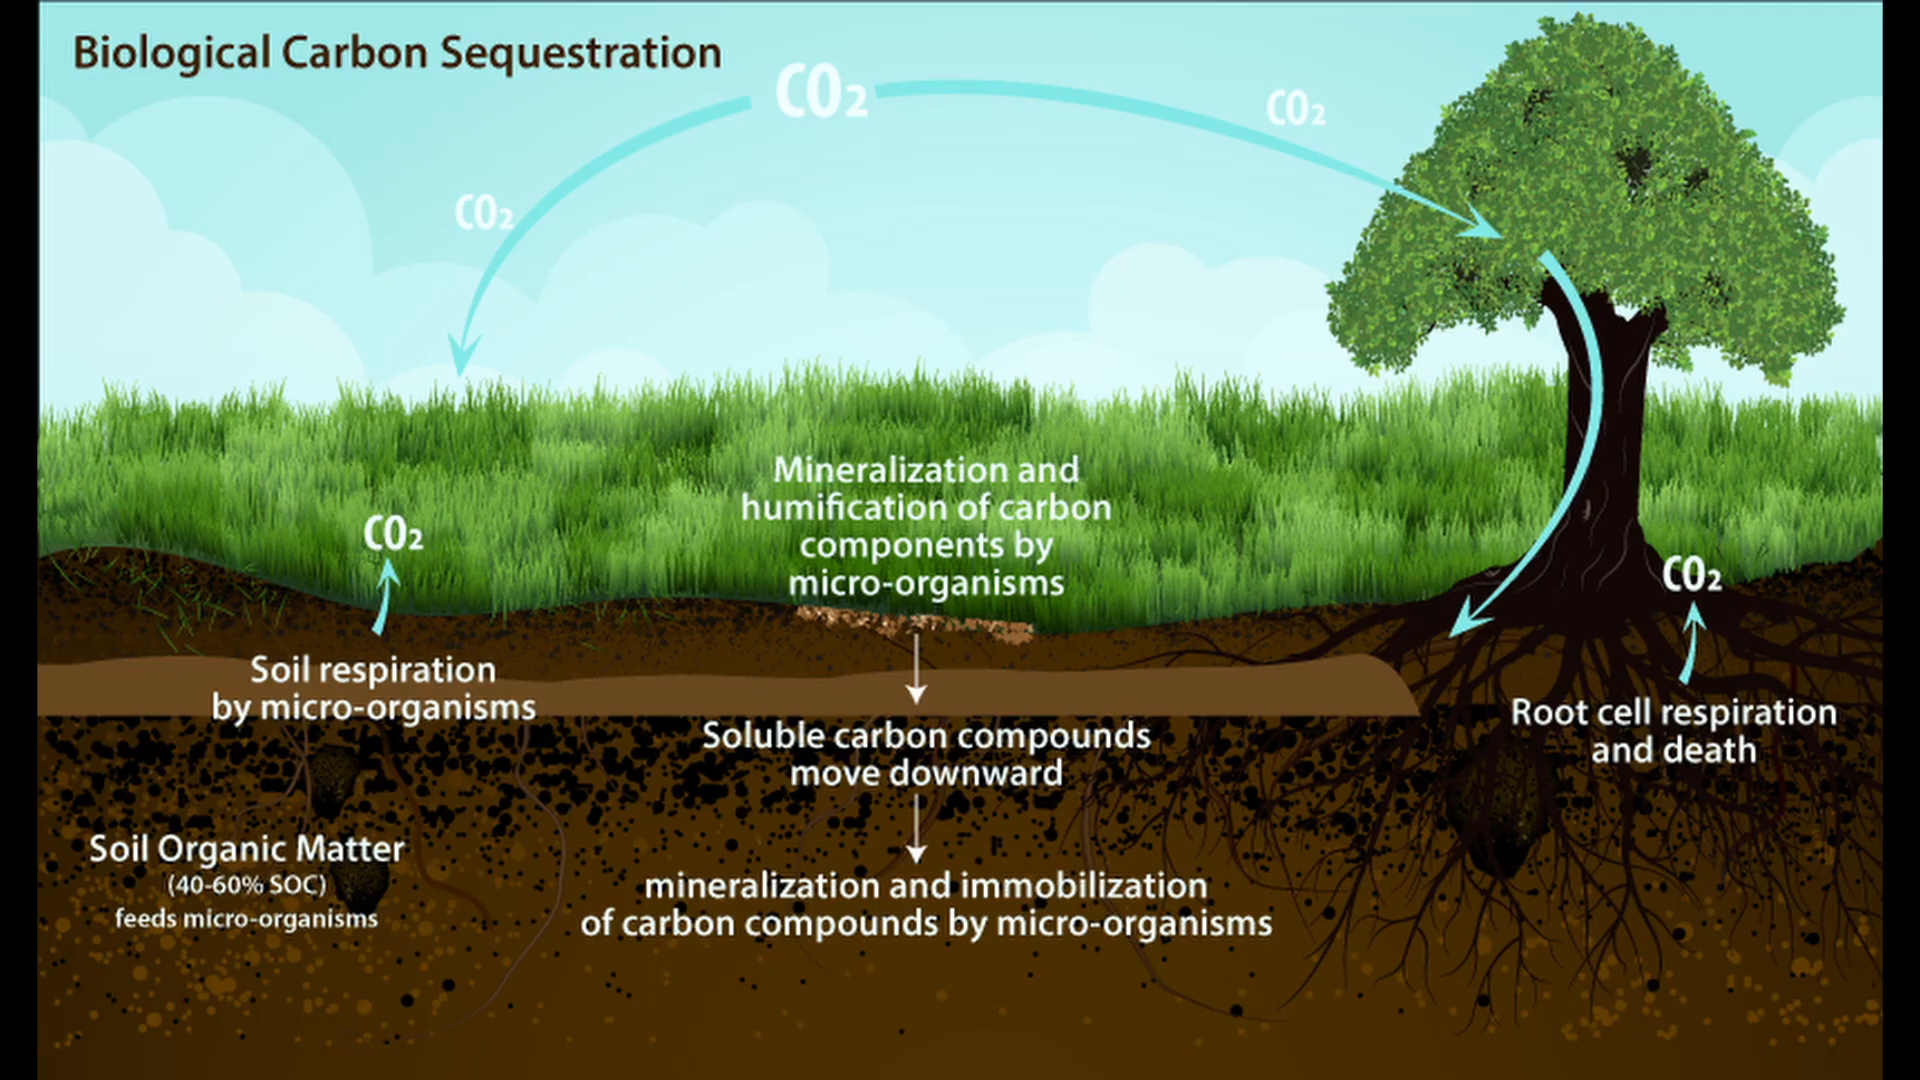 Biological Carbon Sequestration
CO₂
CO₂
CO₂
Mineralization and
humification of carbon
components by
micro-organisms
CO₂
CO₂
Soil respiration
by micro-organisms
Root cell respiration
and death
Soluble carbon compounds
move downward
Soil Organic Matter
(40-60% SOC)
feeds micro-organisms
mineralization and immobilization
of carbon compounds by micro-organisms